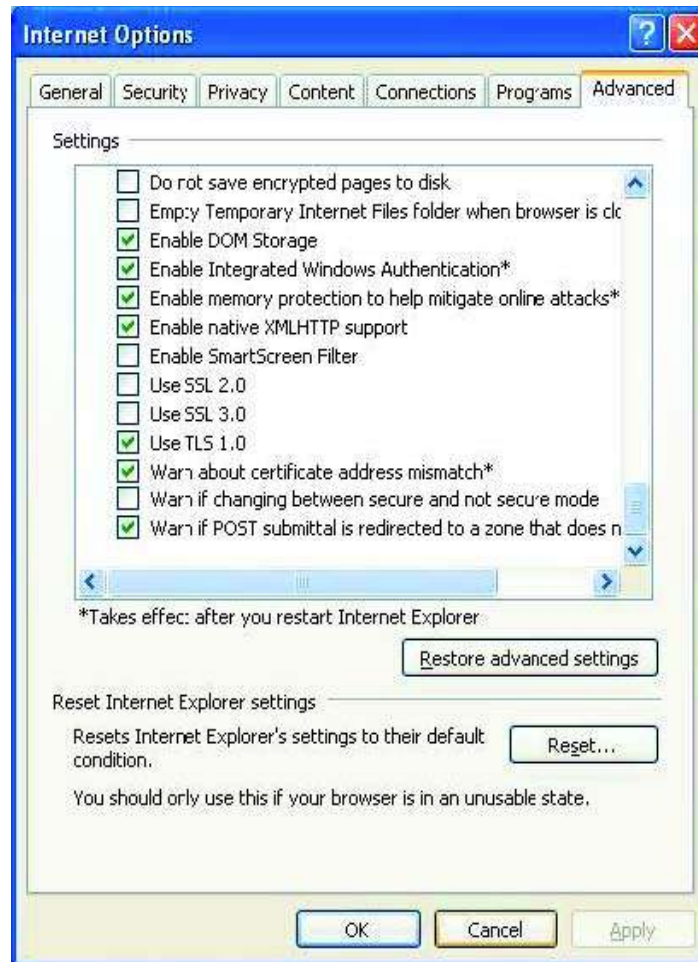 Internet Options
General Security Privacy Content Connections Programs Advanced
Settings
Do not save encrypted pages to disk
Empty Temporary Internet Files folder when browser is clo
Enable DOM Storage
Enable Integrated Windows Authentication*
Enable memory protection to help mitigate online attacks*
Enable native XMLHTTP support
Enable SmartScreen Filter
Use SSL 2.0
Use SSL 3.0
Use TLS 1.0
Warn about certificate address mismatch*
Warn if changing between secure and not secure mode
Warn if POST submittal is redirected to a zone that does n
*Takes effect after you restart Internet Explorer
Restore advanced settings
Reset Internet Explorer settings
Resets Internet Explorer's settings to their default
condition.
Reset...
You should only use this if your browser is in an unusable state.
OK Cancel Apply